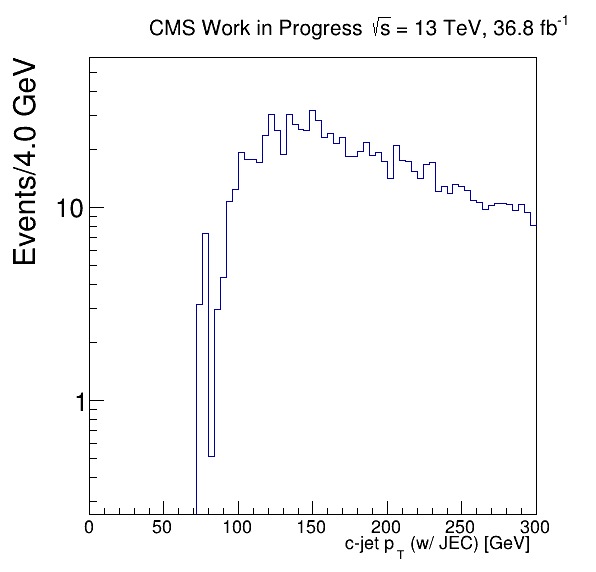 CMS Work in Progress √s = 13 TeV, 36.8 fb⁻¹
Events/4.0 GeV
10
1
0 50 100 150 200 250 300
c-jet p_T (w/ JEC) [GeV]